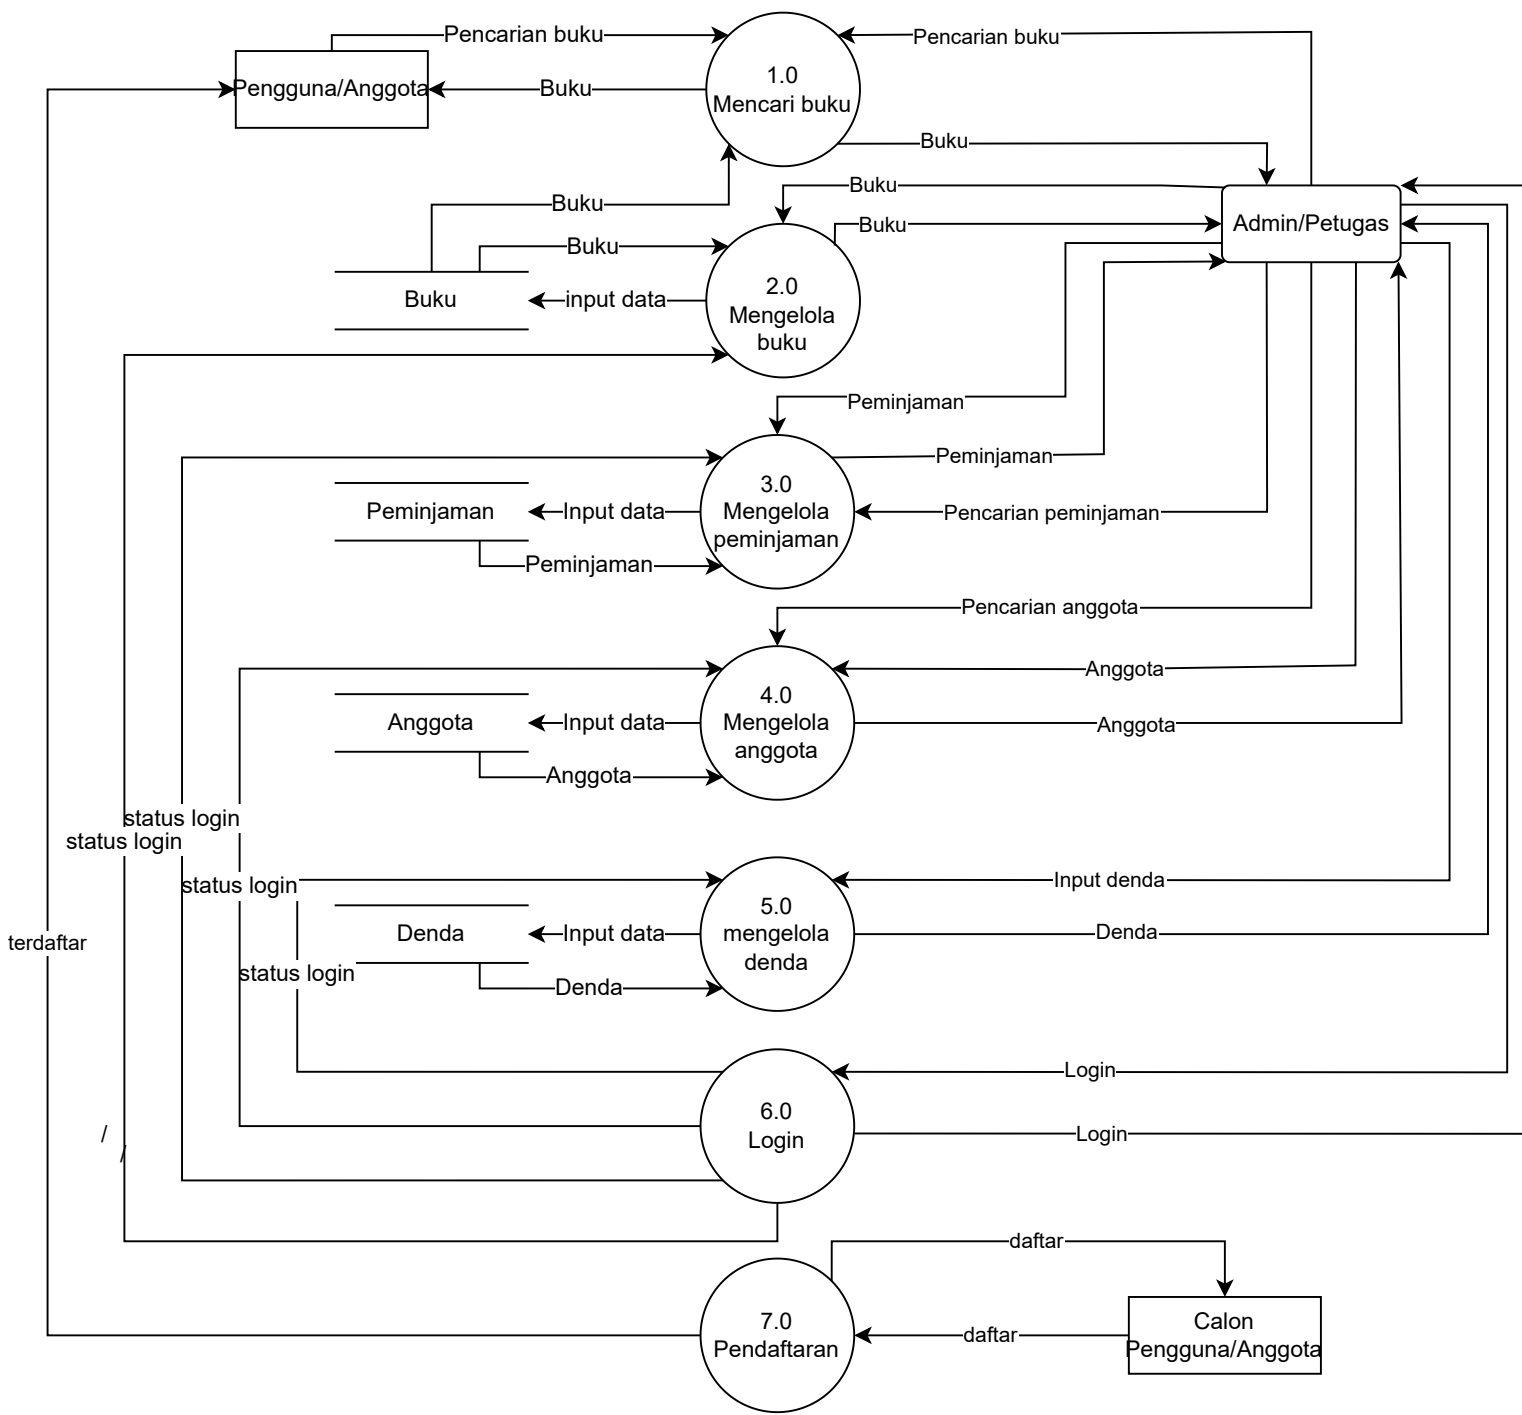 Pencarian buku
Pencarian buku
Pengguna/Anggota
Buku
1.0
Mencari buku
Buku
Buku
Buku
Buku
Buku
Admin/Petugas
Buku
Buku
input data
2.0
Mengelola
buku
Peminjaman
Peminjaman
Peminjaman
Input data
3.0
Mengelola
peminjaman
Pencarian peminjaman
Peminjaman
Pencarian anggota
Anggota
Anggota
Input data
4.0
Mengelola
anggota
Anggota
Anggota
status login
status login
status login
Input denda
terdaftar
Denda
Input data
5.0
mengelola
denda
Denda
status login
Denda
Login
6.0
Login
Login
/
/
daftar
7.0
Pendaftaran
daftar
Calon
Pengguna/Anggota